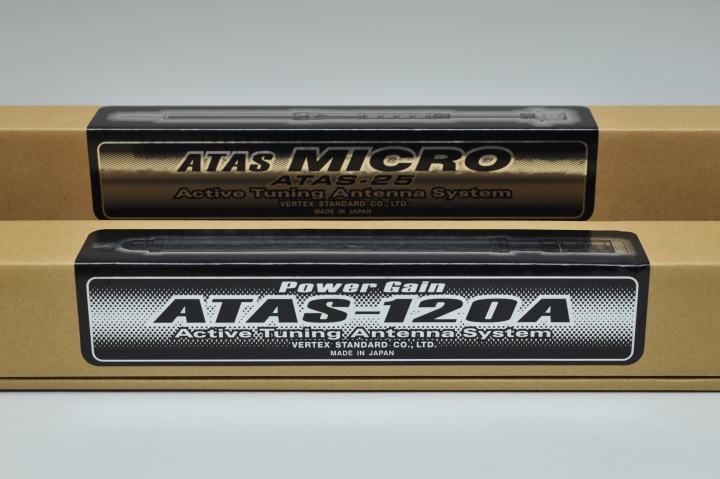 ATAS MICRO
ATAS-25
Active Tuning Antenna System
VERTEX STANDARD CO., LTD.
MADE IN JAPAN
Power Gain
ATAS-120A
Active Tuning Antenna System
VERTEX STANDARD CO., LTD.
MADE IN JAPAN